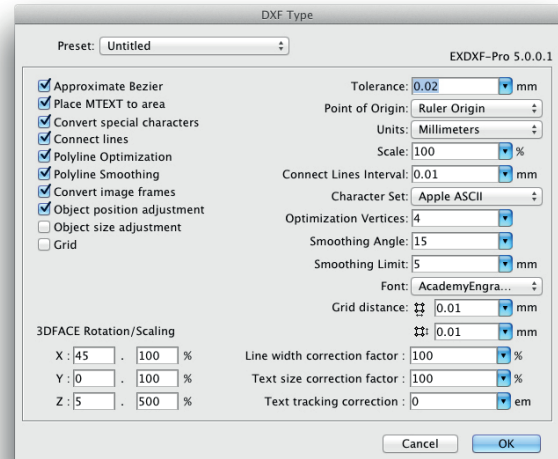 DXF Type
Preset: Untitled
EXDXF-Pro 5.0.0.1
Approximate Bezier
Place MTEXT to area
Convert special characters
Connect lines
Polyline Optimization
Polyline Smoothing
Convert image frames
Object position adjustment
Object size adjustment
Grid
Tolerance: 0.02 mm
Point of Origin: Ruler Origin
Units: Millimeters
Scale: 100 %
Connect Lines Interval: 0.01 mm
Character Set: Apple ASCII
Optimization Vertices: 4
Smoothing Angle: 15
Smoothing Limit: 5 mm
Font: AcademyEngra...
Grid distance: 0.01 mm
0.01 mm
3DFACE Rotation/Scaling
X : 45 . 100 %
Y : 0 . 100 %
Z : 5 . 500 %
Line width correction factor : 100 %
Text size correction factor : 100 %
Text tracking correction : 0 em
Cancel OK